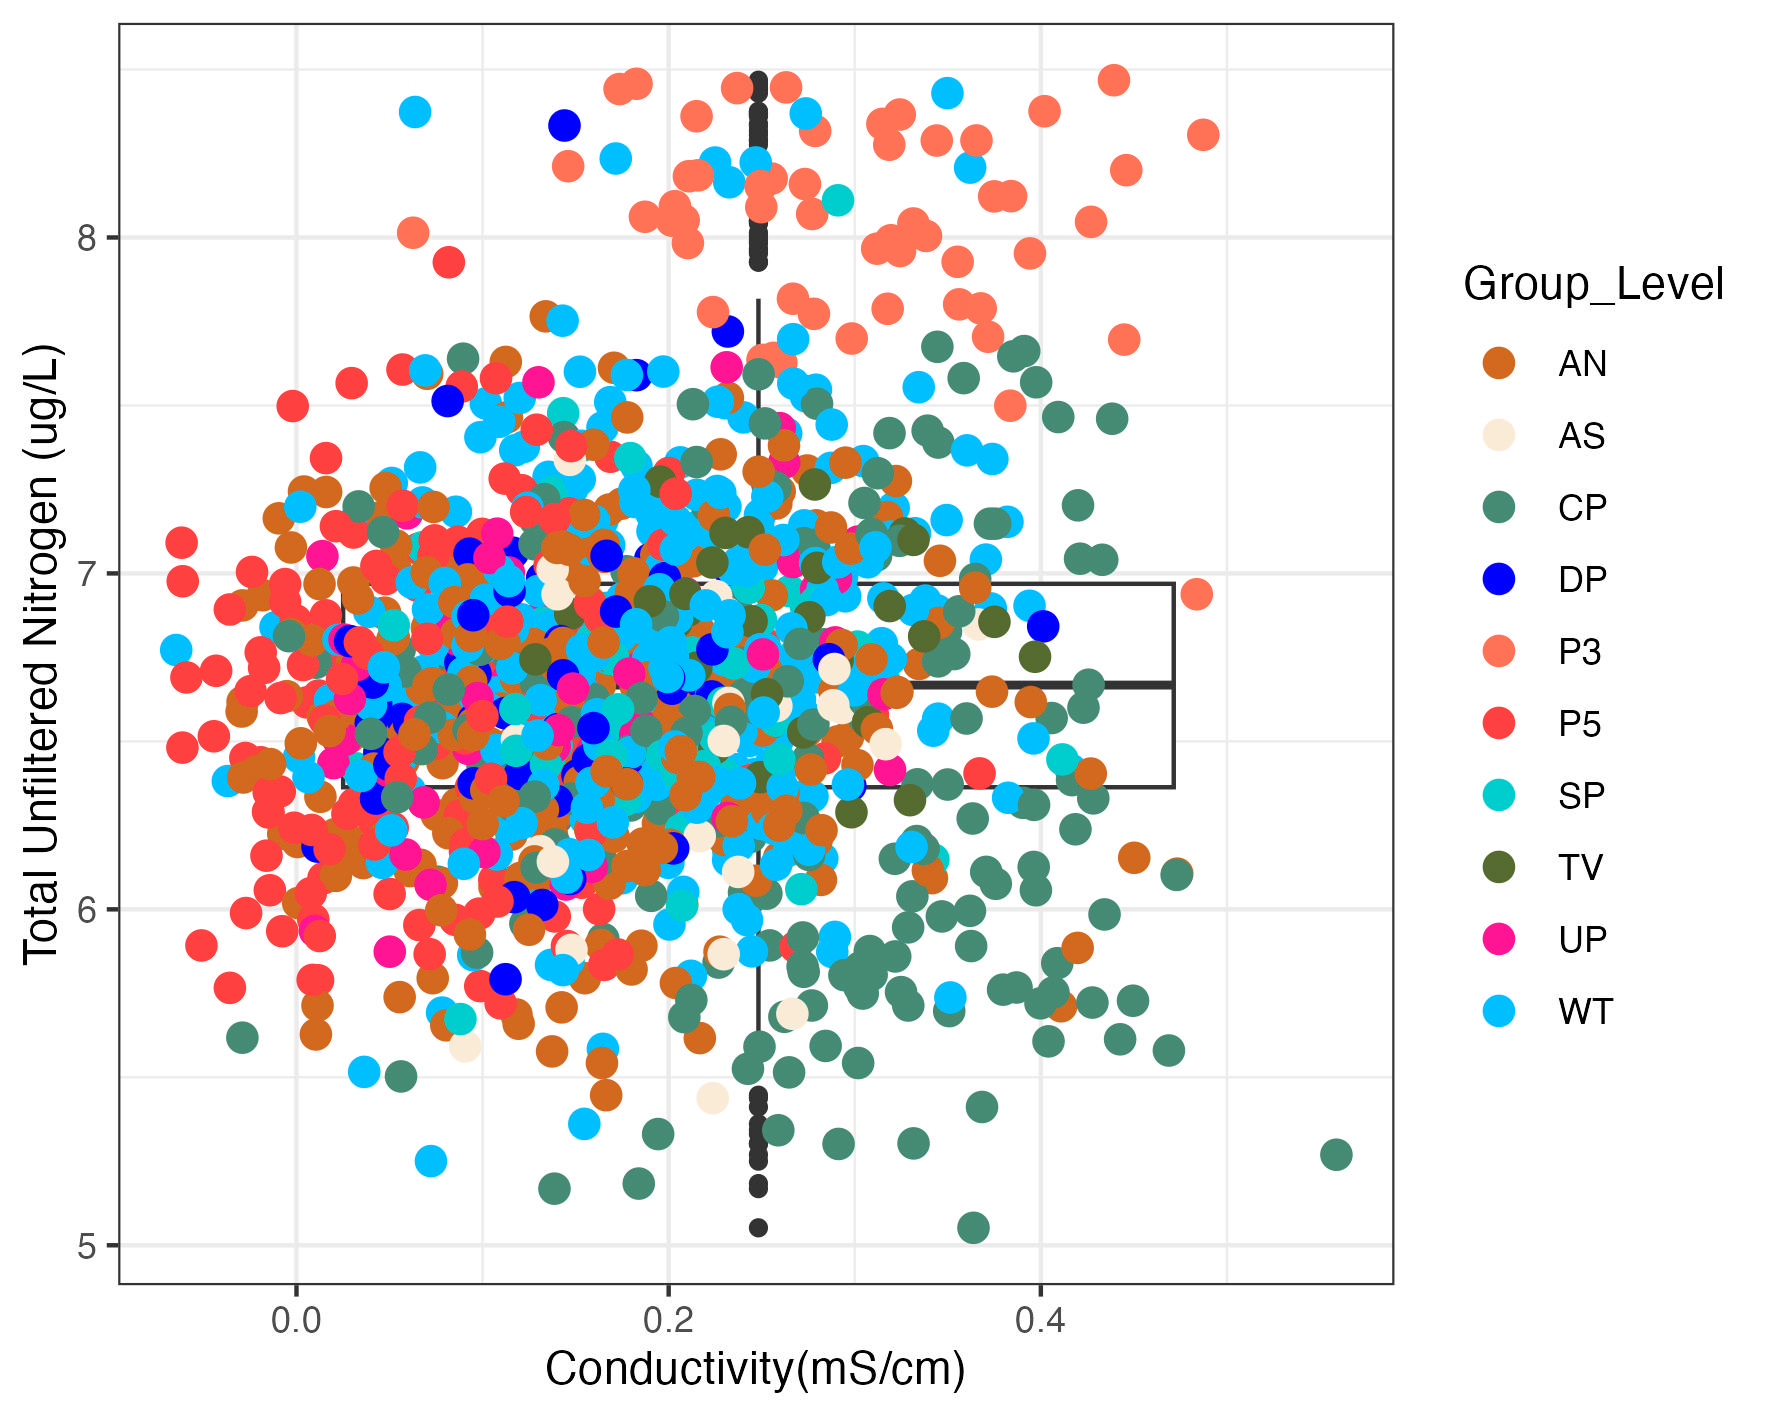 Total Unfiltered Nitrogen (ug/L)
8
7
6
5
0.0
0.2
0.4
Conductivity(mS/cm)
Group_Level
AN
AS
CP
DP
P3
P5
SP
TV
UP
WT